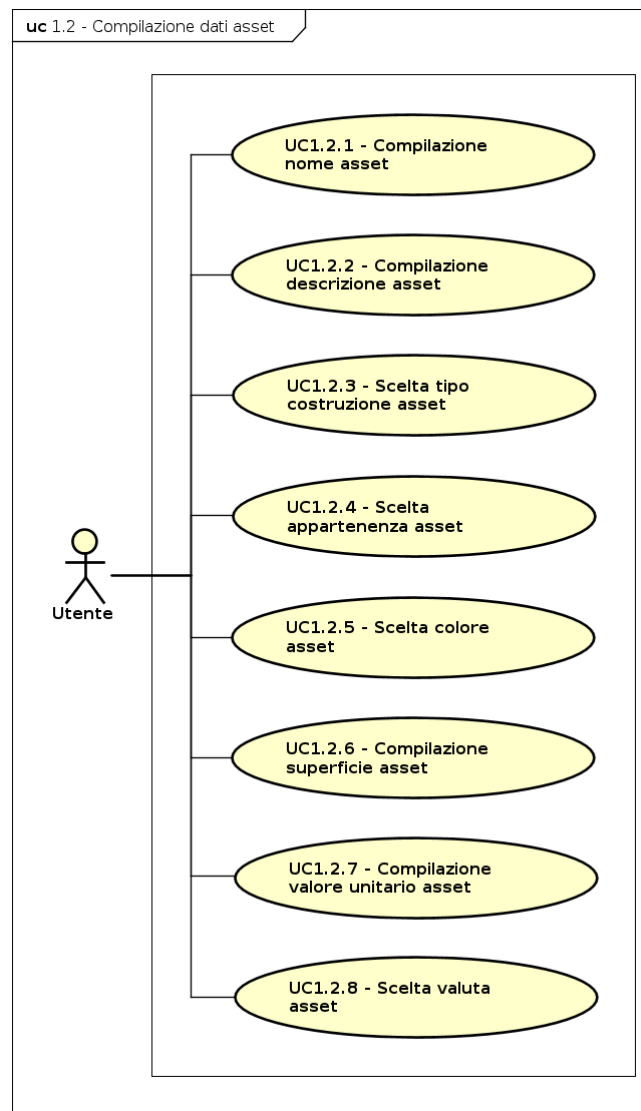 uc 1.2 - Compilazione dati asset
UC1.2.1 - Compilazione
nome asset
UC1.2.2 - Compilazione
descrizione asset
UC1.2.3 - Scelta tipo
costruzione asset
UC1.2.4 - Scelta
appartenenza asset
Utente
UC1.2.5 - Scelta colore
asset
UC1.2.6 - Compilazione
superficie asset
UC1.2.7 - Compilazione
valore unitario asset
UC1.2.8 - Scelta valuta
asset